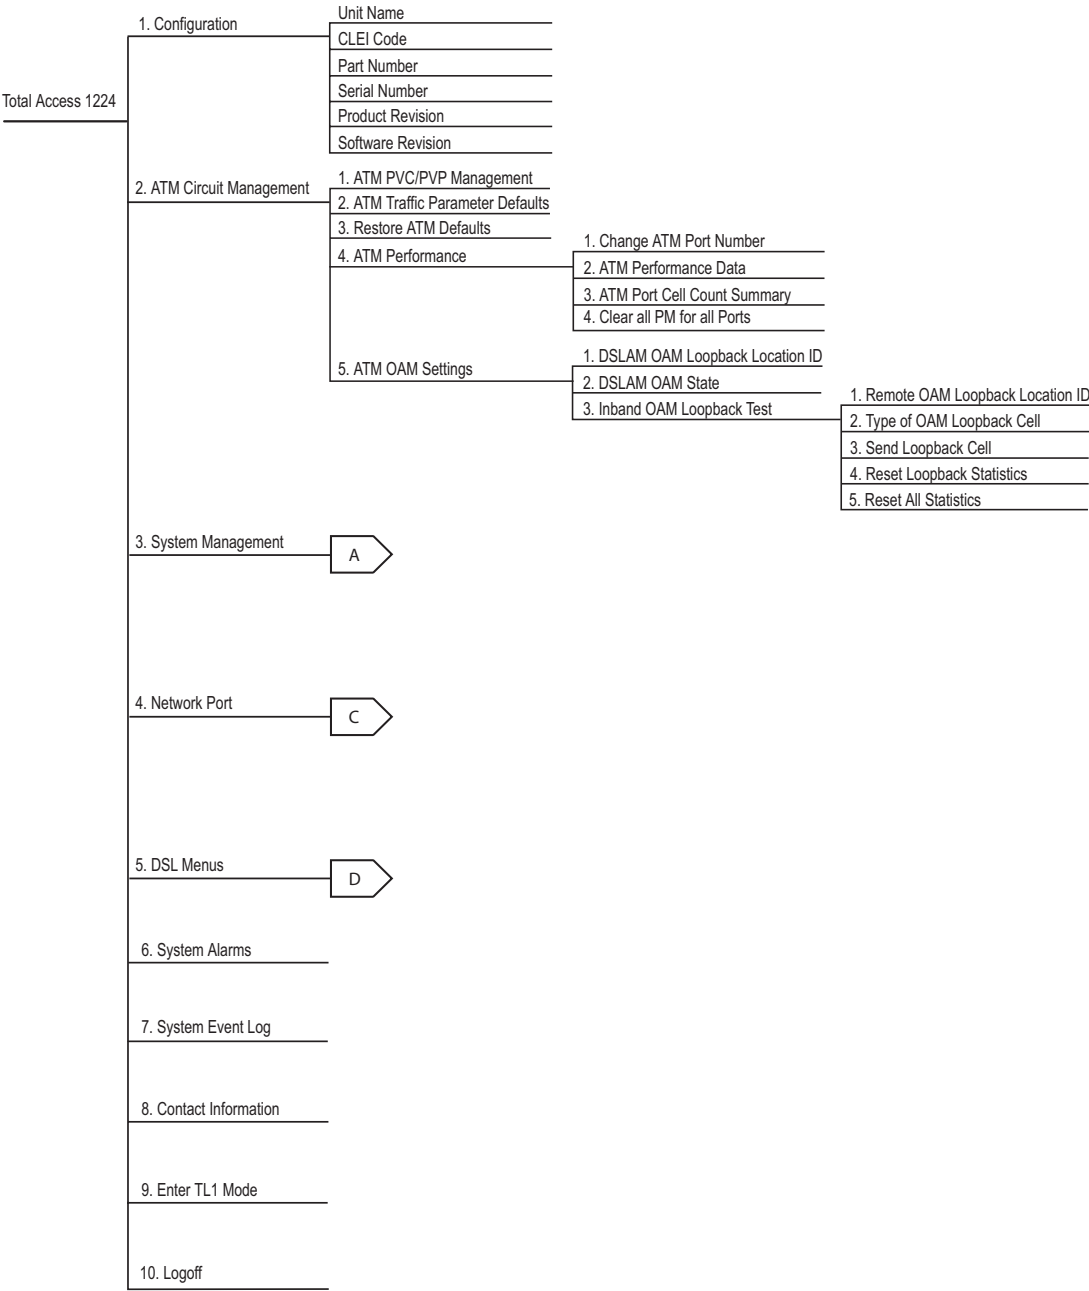 Total Access 1224
1. Configuration
Unit Name
CLEI Code
Part Number
Serial Number
Product Revision
Software Revision
2. ATM Circuit Management
1. ATM PVC/PVP Management
2. ATM Traffic Parameter Defaults
3. Restore ATM Defaults
4. ATM Performance
1. Change ATM Port Number
2. ATM Performance Data
3. ATM Port Cell Count Summary
4. Clear all PM for all Ports
5. ATM OAM Settings
1. DSLAM OAM Loopback Location ID
2. DSLAM OAM State
3. Inband OAM Loopback Test
1. Remote OAM Loopback Location ID
2. Type of OAM Loopback Cell
3. Send Loopback Cell
4. Reset Loopback Statistics
5. Reset All Statistics
3. System Management
A
4. Network Port
C
5. DSL Menus
D
6. System Alarms
7. System Event Log
8. Contact Information
9. Enter TL1 Mode
10. Logoff